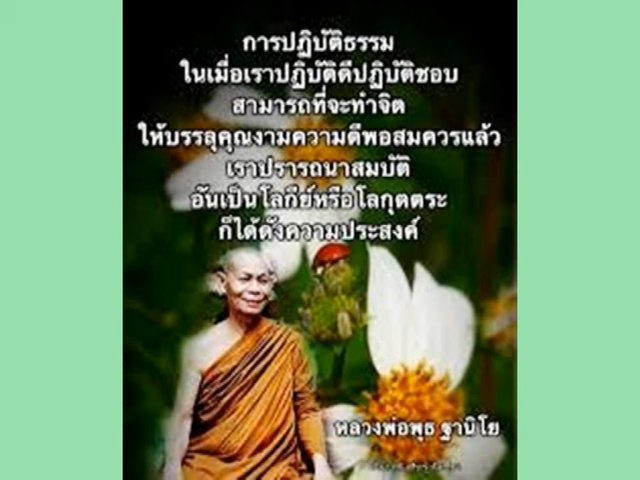 การปฏิบัติธรรม
ในเมื่อเราปฏิบัติดีปฏิบัติชอบ
สามารถที่จะทำจิต
ให้บรรลุคุณงามความดีพอสมควรแล้ว
เราปรารถนาสมบัติ
อันเป็นโลกีย์หรือโลกุตตระ
ก็ได้ดังความประสงค์
หลวงพ่อพุธ ฐานิโย